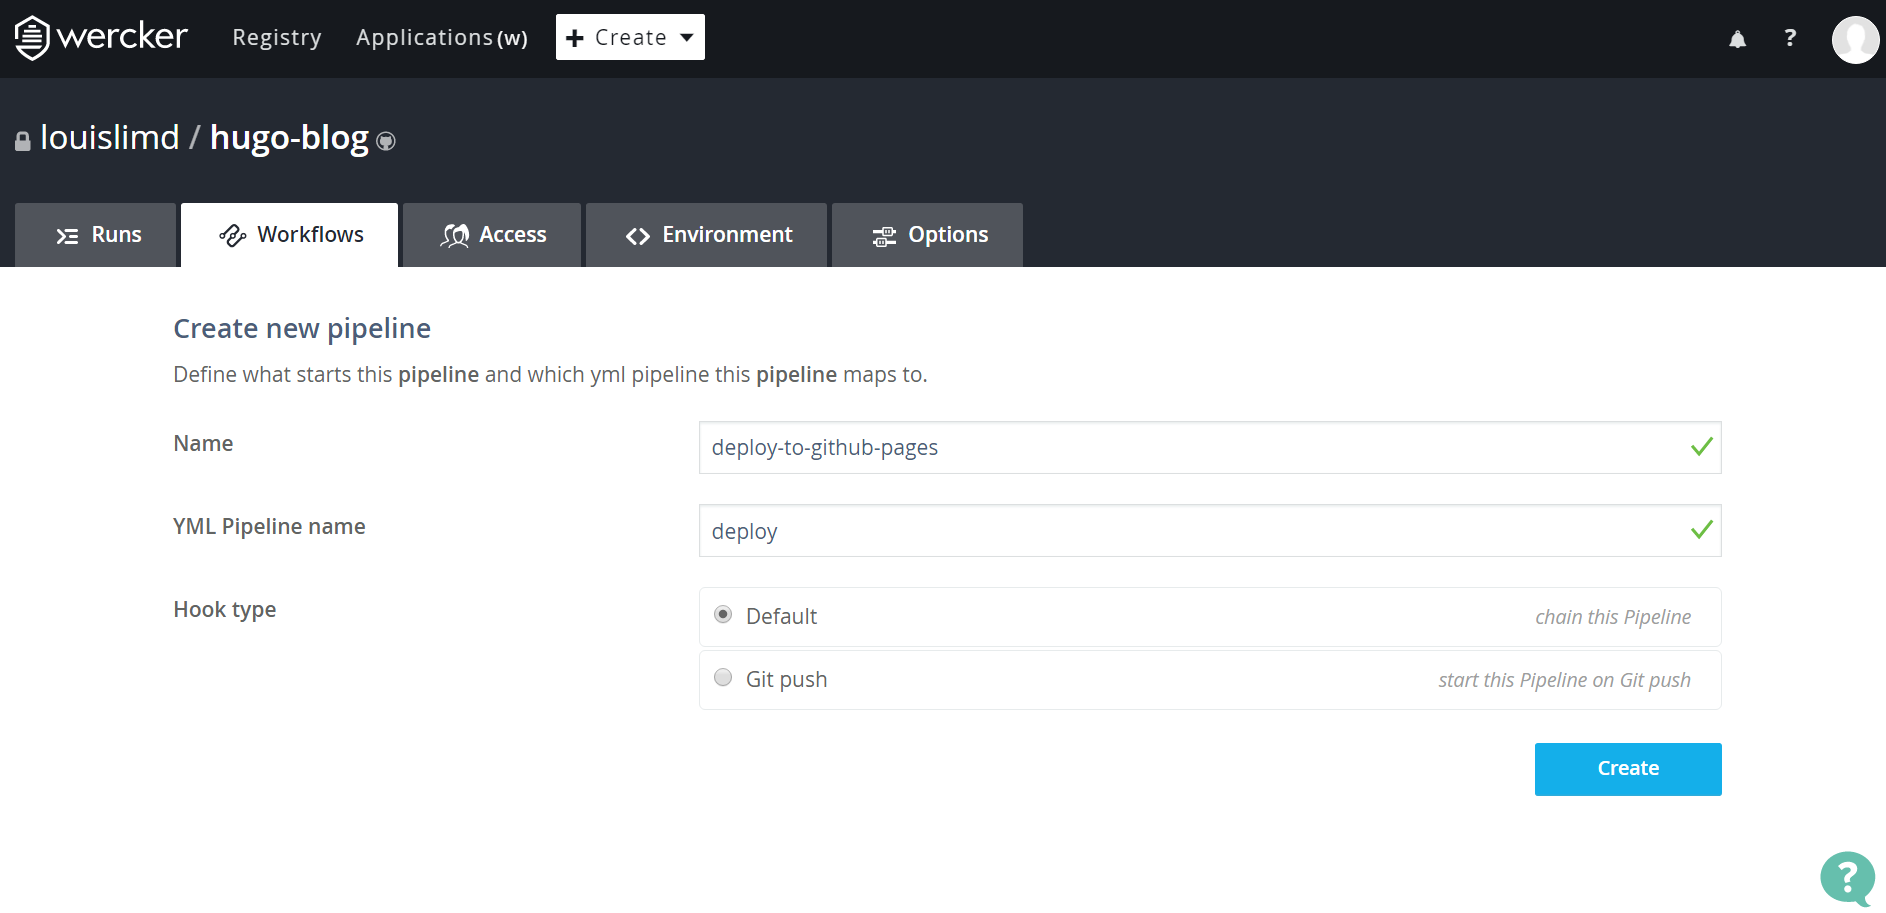 wercker Registry Applications (w) + Create ?
louislimd / hugo-blog
Runs Workflows Access Environment Options
Create new pipeline
Define what starts this pipeline and which yml pipeline this pipeline maps to.
Name deploy-to-github-pages
YML Pipeline name deploy
Hook type Default chain this Pipeline
Git push start this Pipeline on Git push
Create
?